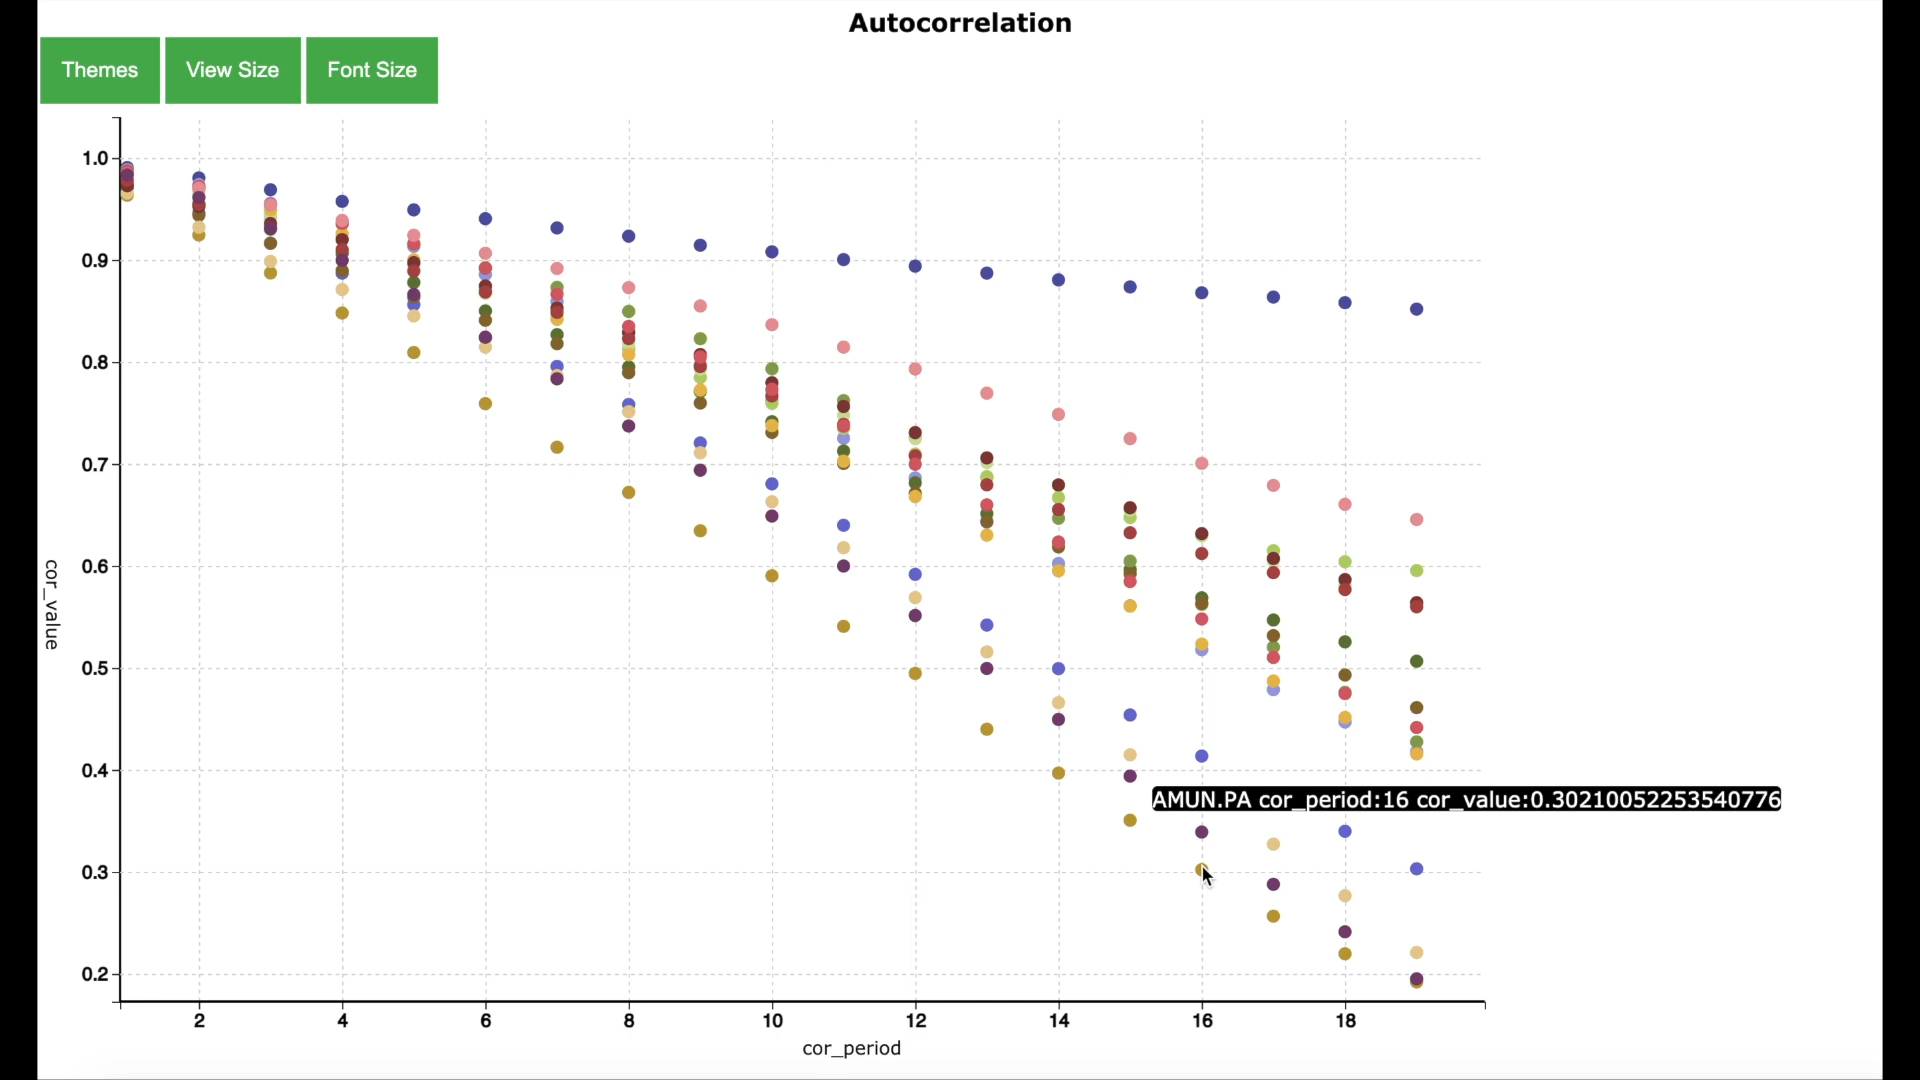 Autocorrelation
Themes View Size Font Size
1.0
0.9
0.8
0.7
0.6
0.5
0.4
0.3
0.2
cor_value
AMUN.PA cor_period:16 cor_value:0.30210052253540776
2 4 6 8 10 12 14 16 18
cor_period